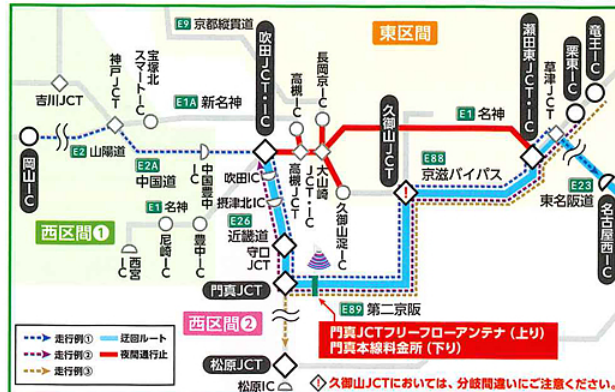 E9 京都縦貫道
東区間
吹田JCT・IC
瀬田東JCT・IC
竜王IC
栗東IC
草津JCT
長岡京IC
高槻IC
宝塚北スマートIC
神戸JCT
吉川JCT
E1A 新名神
久御山JCT
E1 名神
岡山IC
E2 山陽道
E2A
中国道
中国豊中IC
吹田IC
摂津北IC
高槻JCT
大山崎JCT・IC
久御山淀IC
E88
京滋バイパス
E23
東名阪道
名古屋西IC
E1 名神
西宮IC
尼崎IC
豊中IC
E26
近畿道
守口JCT
西区間①
門真JCT
西区間②
E89 第二京阪
門真JCTフリーフローアンテナ(上り)
門真本線料金所(下り)
走行例① 迂回ルート
走行例② 夜間通行止
走行例③
松原JCT
松原IC
! 久御山JCTにおいては、分岐間違いにご注意ください。